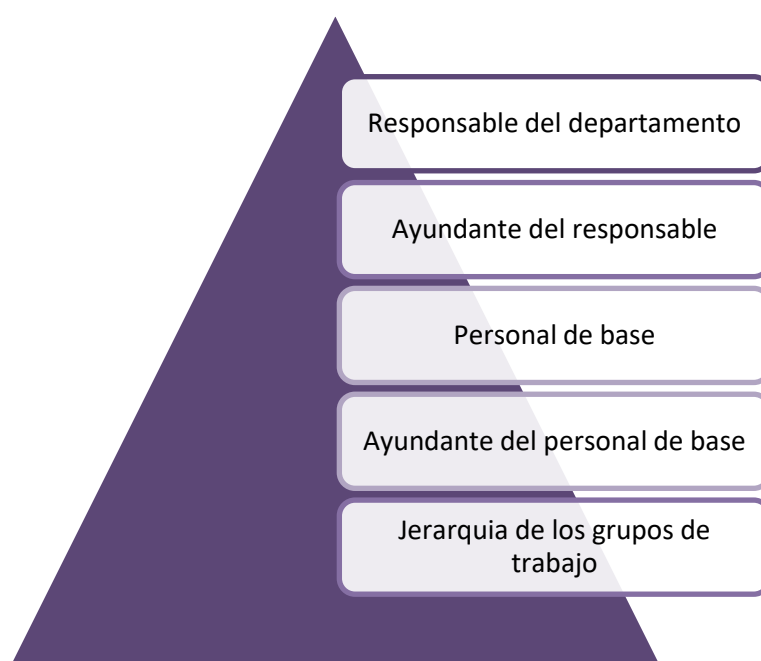 Responsable del departamento
Ayundante del responsable
Personal de base
Ayundante del personal de base
Jerarquia de los grupos de
trabajo